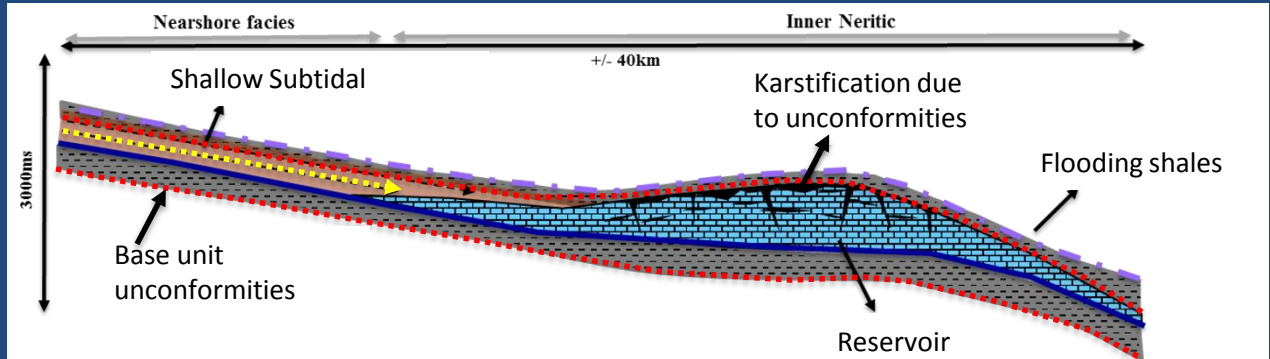 Nearshore facies
Inner Neritic
+/- 40km
Shallow Subtidal
Karstification due
to unconformities
Flooding shales
3000ms
Base unit
unconformities
Reservoir